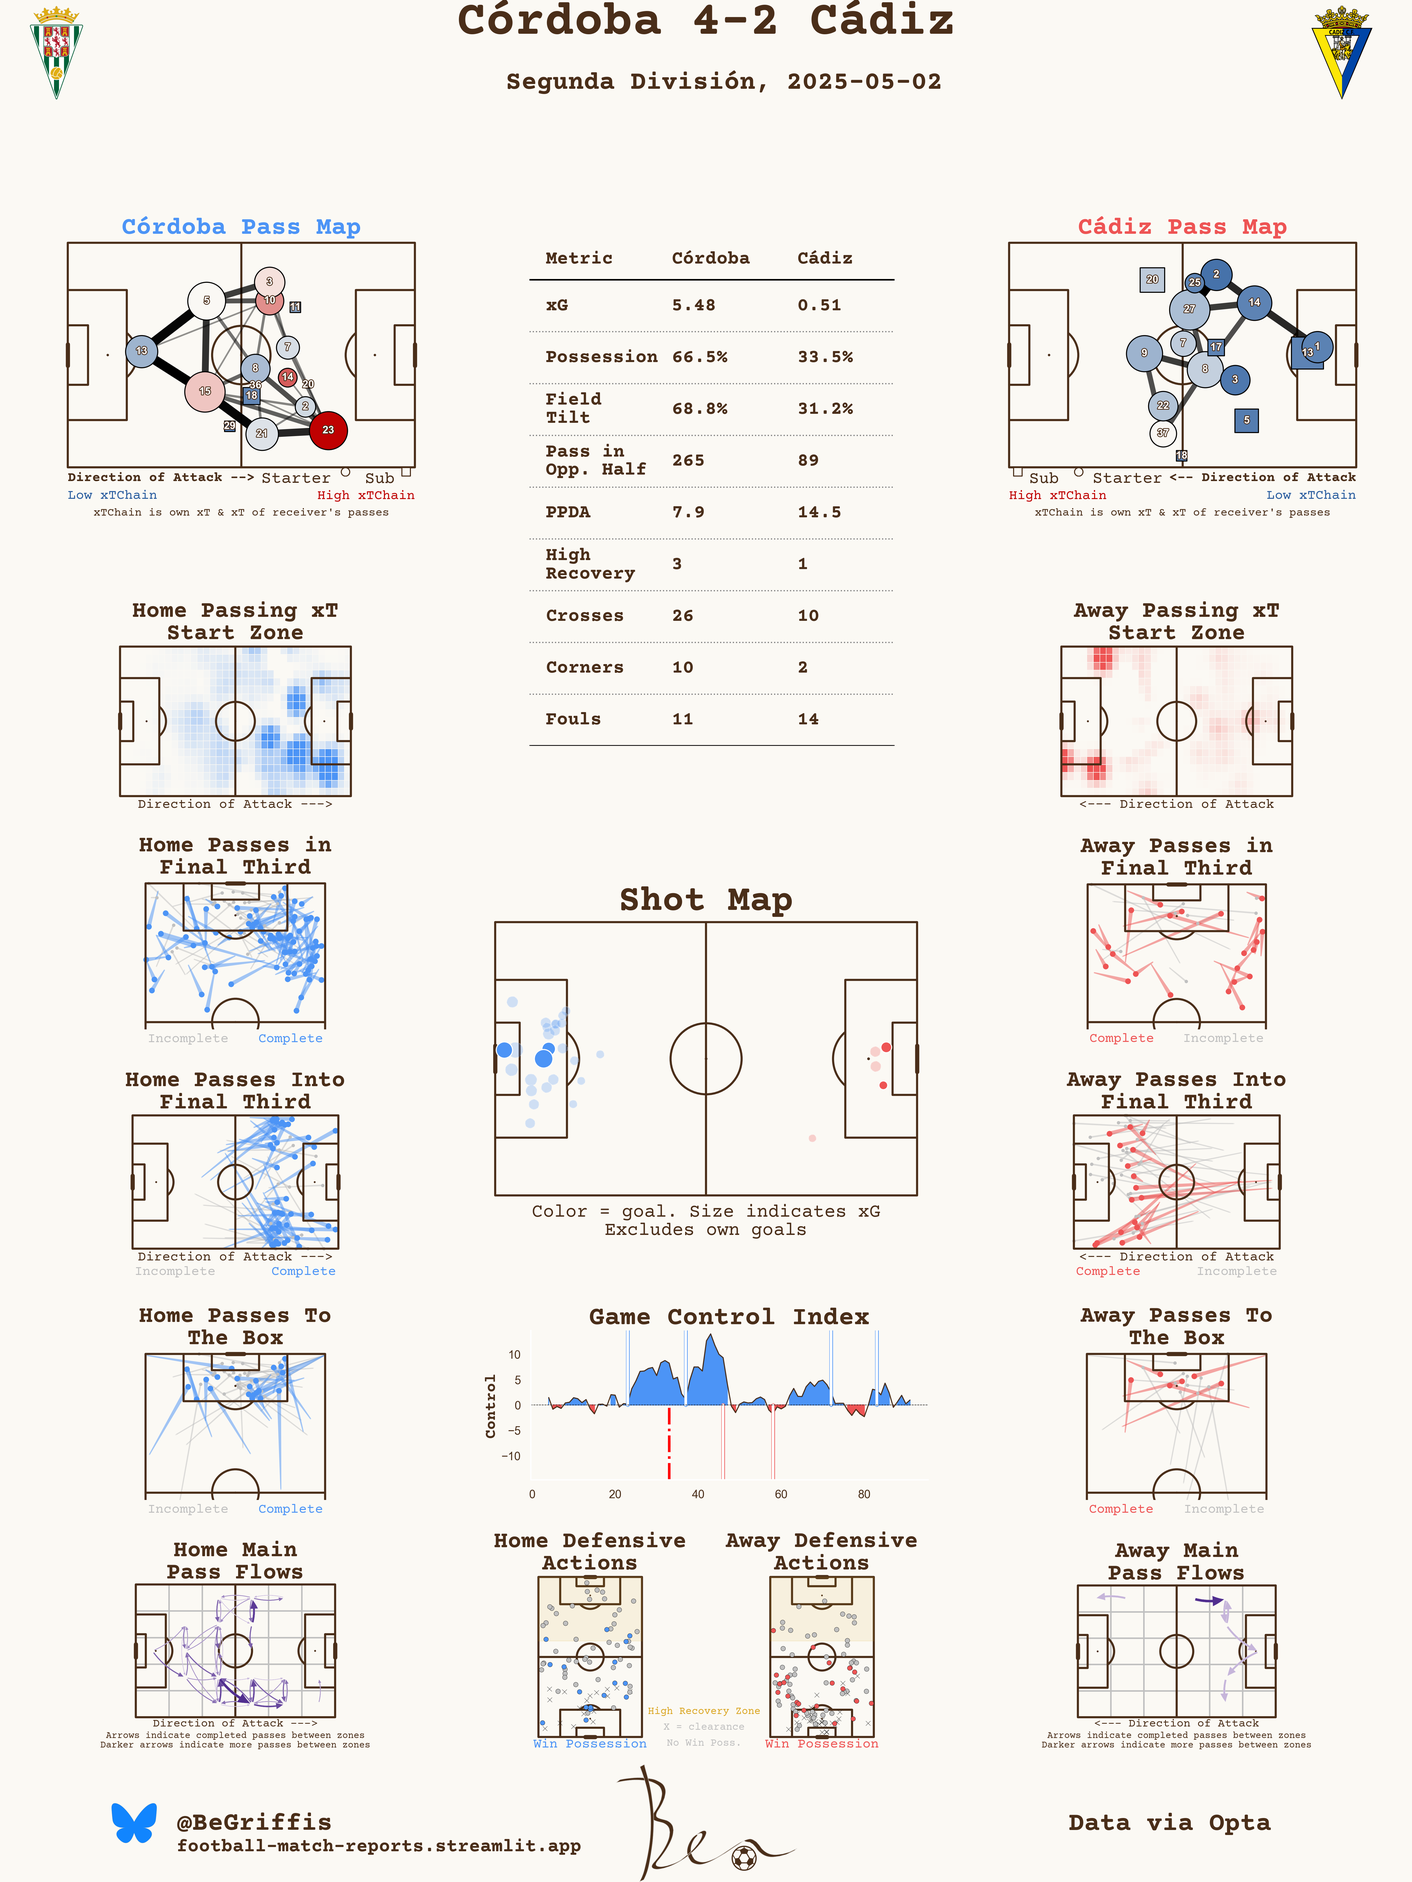 Córdoba 4-2 Cádiz
Segunda División, 2025-05-02
Córdoba Pass Map
3
5
10
11
13
7
8
14
36
20
15
18
2
29
21
23
Direction of Attack --> Starter Sub
Low xTChain High xTChain
xTChain is own xT & xT of receiver's passes
Metric Córdoba Cádiz
xG 5.48 0.51
Possession 66.5% 33.5%
Field
Tilt 68.8% 31.2%
Pass in
Opp. Half 265 89
PPDA 7.9 14.5
High
Recovery 3 1
Crosses 26 10
Corners 10 2
Fouls 11 14
Cádiz Pass Map
20
2
25
14
27
7
17
1
13
9
8
3
22
5
37
18
Sub Starter <-- Direction of Attack
High xTChain Low xTChain
xTChain is own xT & xT of receiver's passes
Home Passing xT
Start Zone
Direction of Attack --->
Away Passing xT
Start Zone
<--- Direction of Attack
Home Passes in
Final Third
Incomplete Complete
Away Passes in
Final Third
Complete Incomplete
Shot Map
Color = goal. Size indicates xG
Excludes own goals
Home Passes Into
Final Third
Direction of Attack --->
Incomplete Complete
Away Passes Into
Final Third
<--- Direction of Attack
Complete Incomplete
Home Passes To
The Box
Incomplete Complete
Game Control Index
Control
10
5
0
−5
−10
0 20 40 60 80
Away Passes To
The Box
Complete Incomplete
Home Main
Pass Flows
Direction of Attack --->
Arrows indicate completed passes between zones
Darker arrows indicate more passes between zones
Home Defensive
Actions
Win Possession
Away Defensive
Actions
Win Possession
High Recovery Zone
X = clearance
No Win Poss.
Away Main
Pass Flows
<--- Direction of Attack
Arrows indicate completed passes between zones
Darker arrows indicate more passes between zones
@BeGriffis
football-match-reports.streamlit.app
Ben
Data via Opta